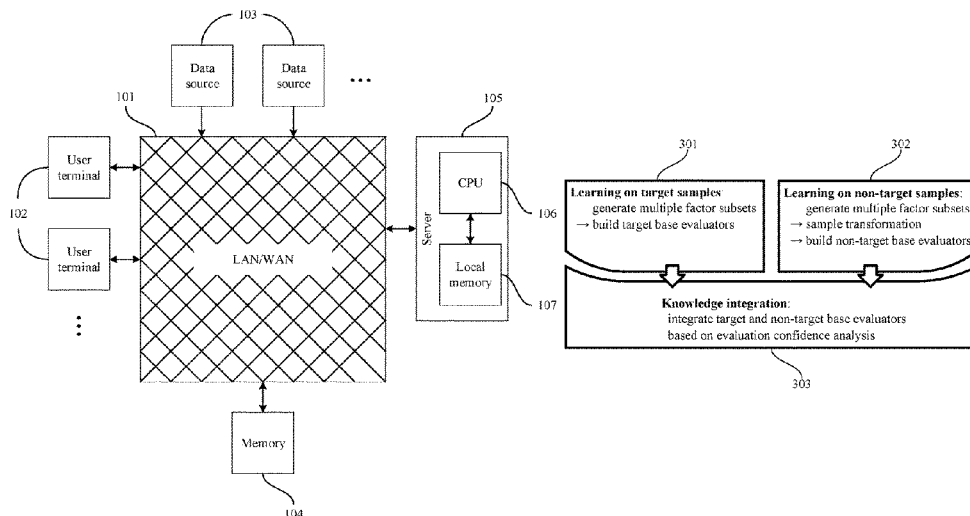 103
Data
source
Data
source
...
101
105
User
terminal
CPU
106
102
User
terminal
LAN/WAN
Server
Local
memory
107
Memory
104
301
302
Learning on target samples:
generate multiple factor subsets
→ build target base evaluators
Learning on non-target samples:
generate multiple factor subsets
→ sample transformation
→ build non-target base evaluators
Knowledge integration:
integrate target and non-target base evaluators
based on evaluation confidence analysis
303